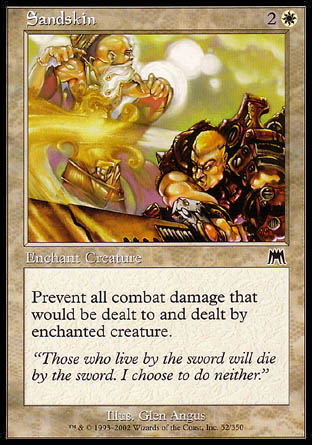 Sandskin 2
Enchant Creature
Prevent all combat damage that
would be dealt to and dealt by
enchanted creature.
“Those who live by the sword will die
by the sword. I choose to do neither.”
Illus. Glen Angus
™ & © 1993-2002 Wizards of the Coast, Inc. 52/350